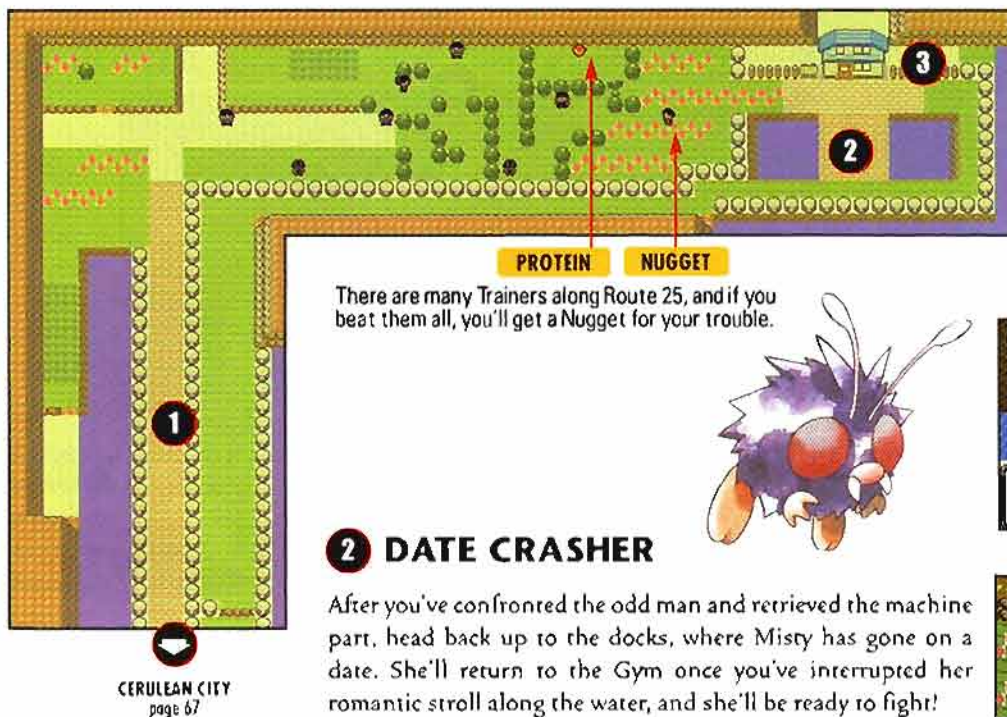 3
2
PROTEIN NUGGET
There are many Trainers along Route 25, and if you
beat them all, you'll get a Nugget for your trouble.
1
2 DATE CRASHER
After you've confronted the odd man and retrieved the machine
part, head back up to the docks, where Misty has gone on a
date. She'll return to the Gym once you've interrupted her
romantic stroll along the water, and she'll be ready to fight!
CERULEAN CITY
page 67